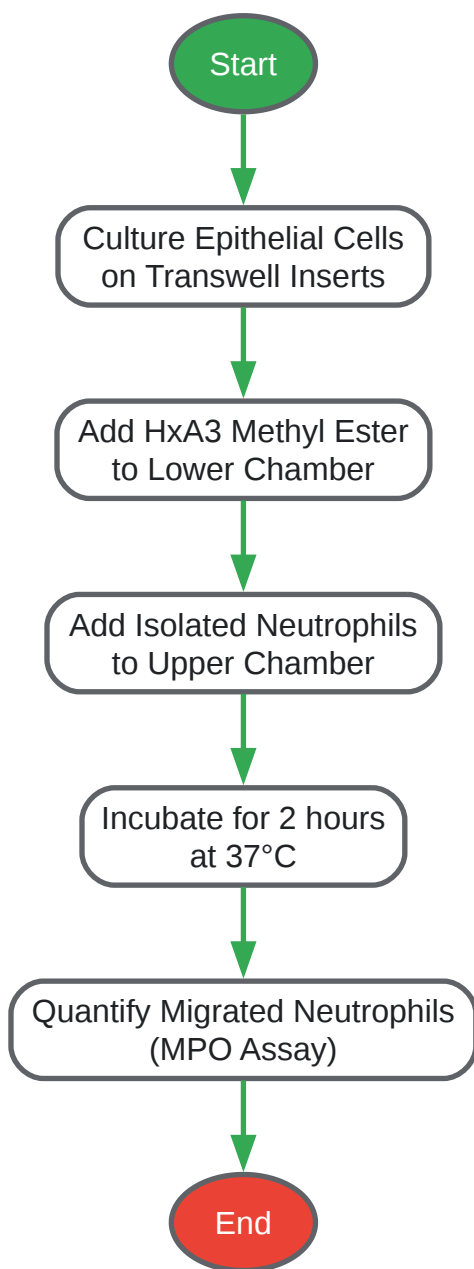 Start
Culture Epithelial Cells
on Transwell Inserts
Add HxA3 Methyl Ester
to Lower Chamber
Add Isolated Neutrophils
to Upper Chamber
Incubate for 2 hours
at 37°C
Quantify Migrated Neutrophils
(MPO Assay)
End